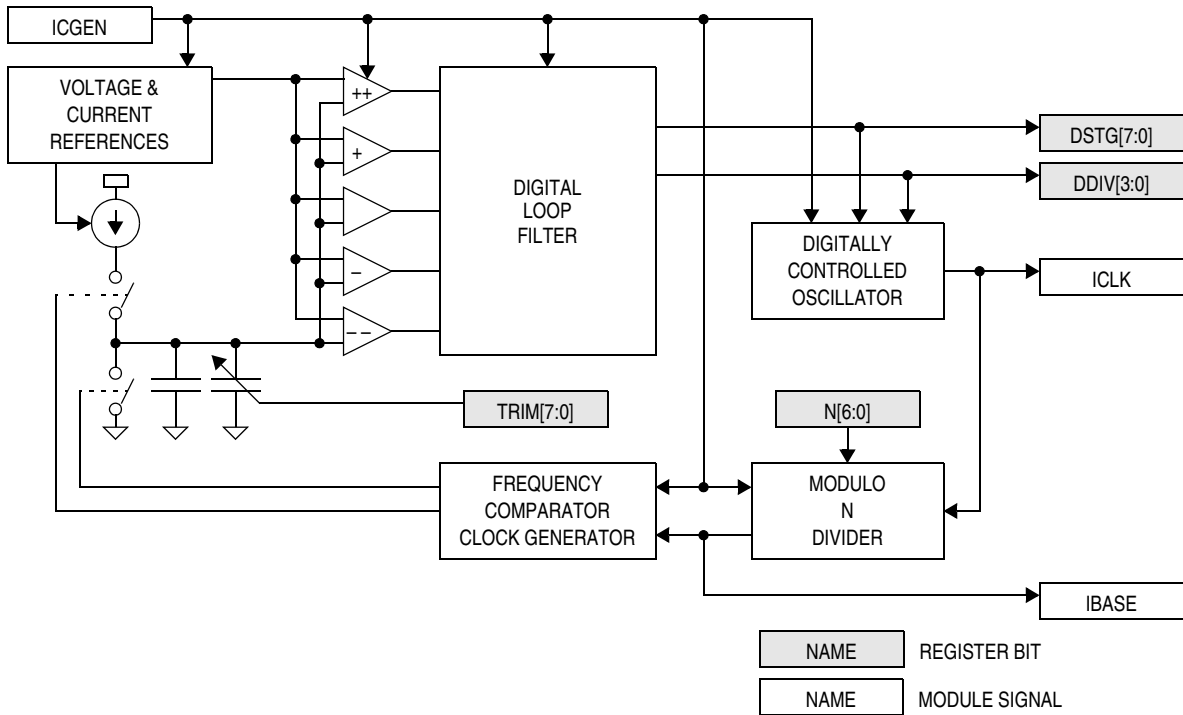 ICGEN
VOLTAGE &
CURRENT
REFERENCES
++
+
−
− −
DIGITAL
LOOP
FILTER
DSTG[7:0]
DDIV[3:0]
DIGITALLY
CONTROLLED
OSCILLATOR
ICLK
TRIM[7:0]
N[6:0]
FREQUENCY
COMPARATOR
CLOCK GENERATOR
MODULO
N
DIVIDER
IBASE
NAME
REGISTER BIT
NAME
MODULE SIGNAL